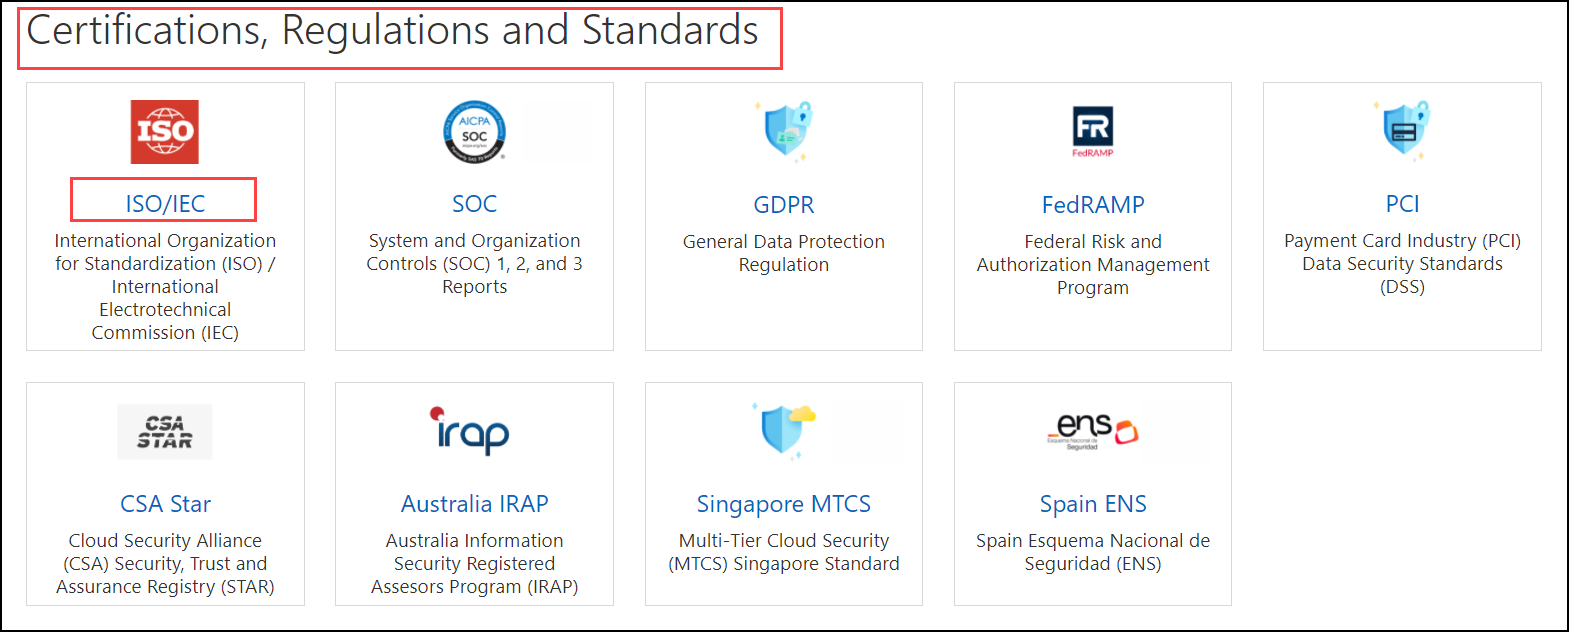 Certifications, Regulations and Standards
ISO
ISO/IEC
International Organization
for Standardization (ISO) /
International
Electrotechnical
Commission (IEC)
AICPA
SOC
SOC
System and Organization
Controls (SOC) 1, 2, and 3
Reports
GDPR
General Data Protection
Regulation
FR
FedRAMP
FedRAMP
Federal Risk and
Authorization Management
Program
PCI
Payment Card Industry (PCI)
Data Security Standards
(DSS)
CSA
STAR
CSA Star
Cloud Security Alliance
(CSA) Security, Trust and
Assurance Registry (STAR)
irap
Australia IRAP
Australia Information
Security Registered
Assesors Program (IRAP)
Singapore MTCS
Multi-Tier Cloud Security
(MTCS) Singapore Standard
ens
Esquema Nacional de
Seguridad
Spain ENS
Spain Esquema Nacional de
Seguridad (ENS)